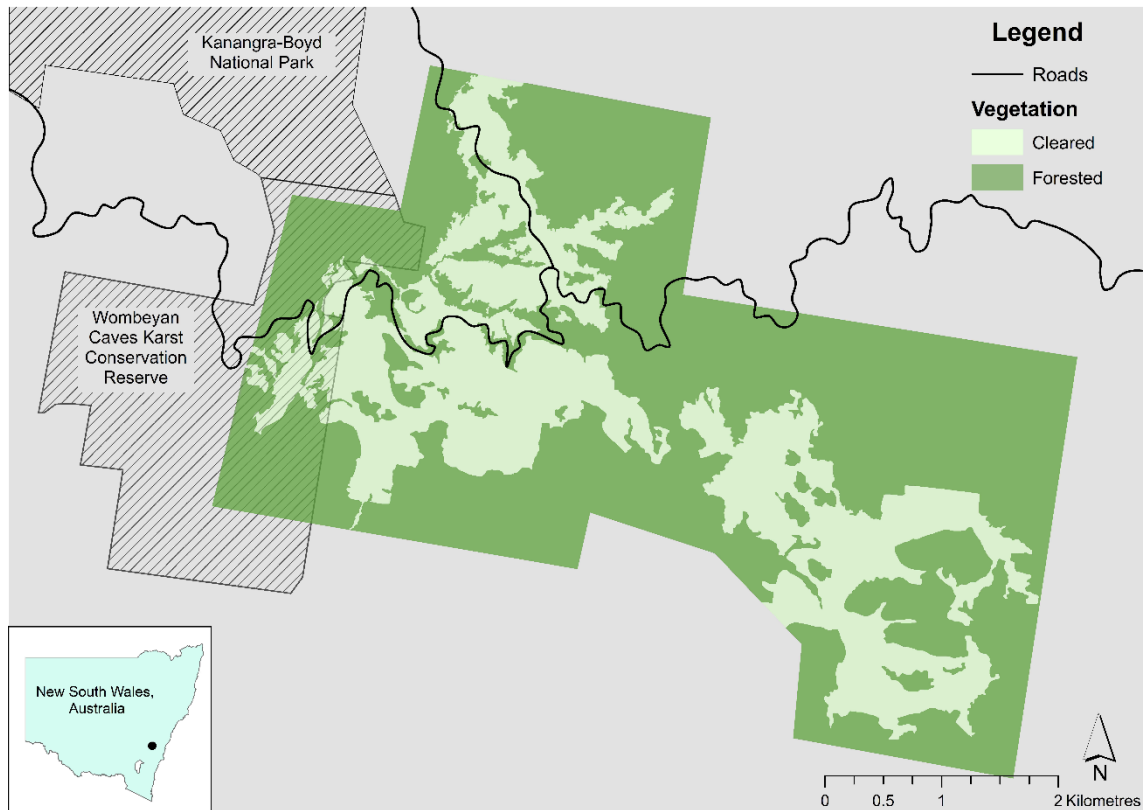 Kanangra-Boyd
National Park
Legend
Roads
Vegetation
Cleared
Forested
Wombeyan
Caves Karst
Conservation
Reserve
New South Wales,
Australia
N
0 0.5 1 2 Kilometres